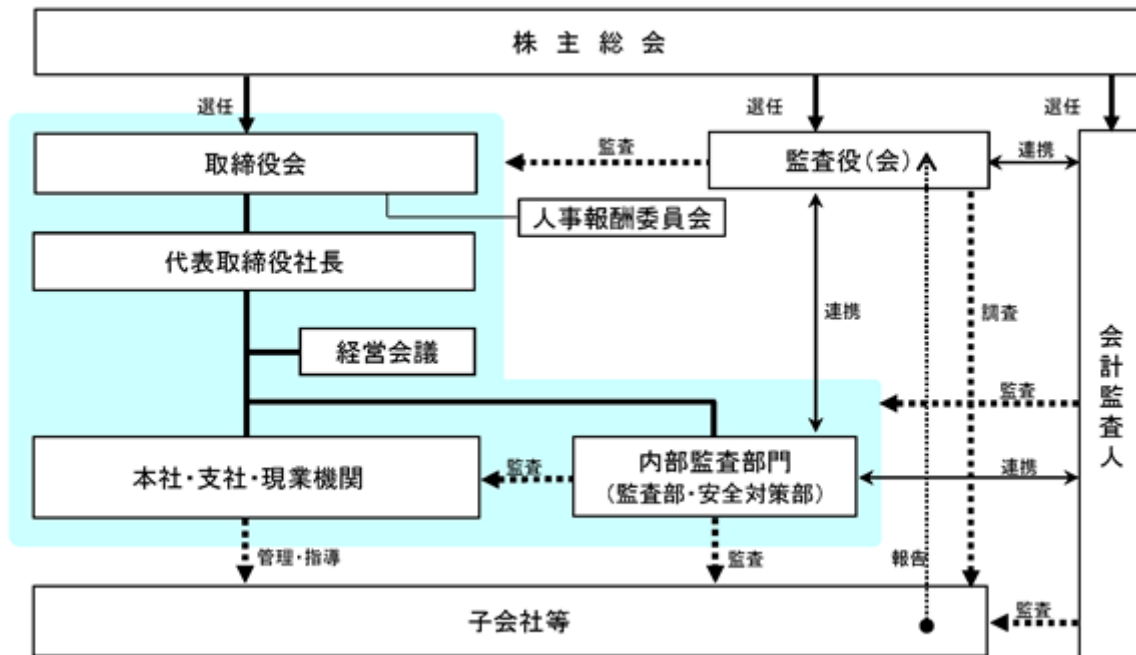 株主総会
選任
選任
選任
取締役会
監査
監査役(会)
連携
人事報酬委員会
代表取締役社長
連携
調査
経営会議
会計監査人
監査
本社・支社・現業機関
監査
内部監査部門
(監査部・安全対策部)
連携
管理・指導
監査
報告
子会社等
監査